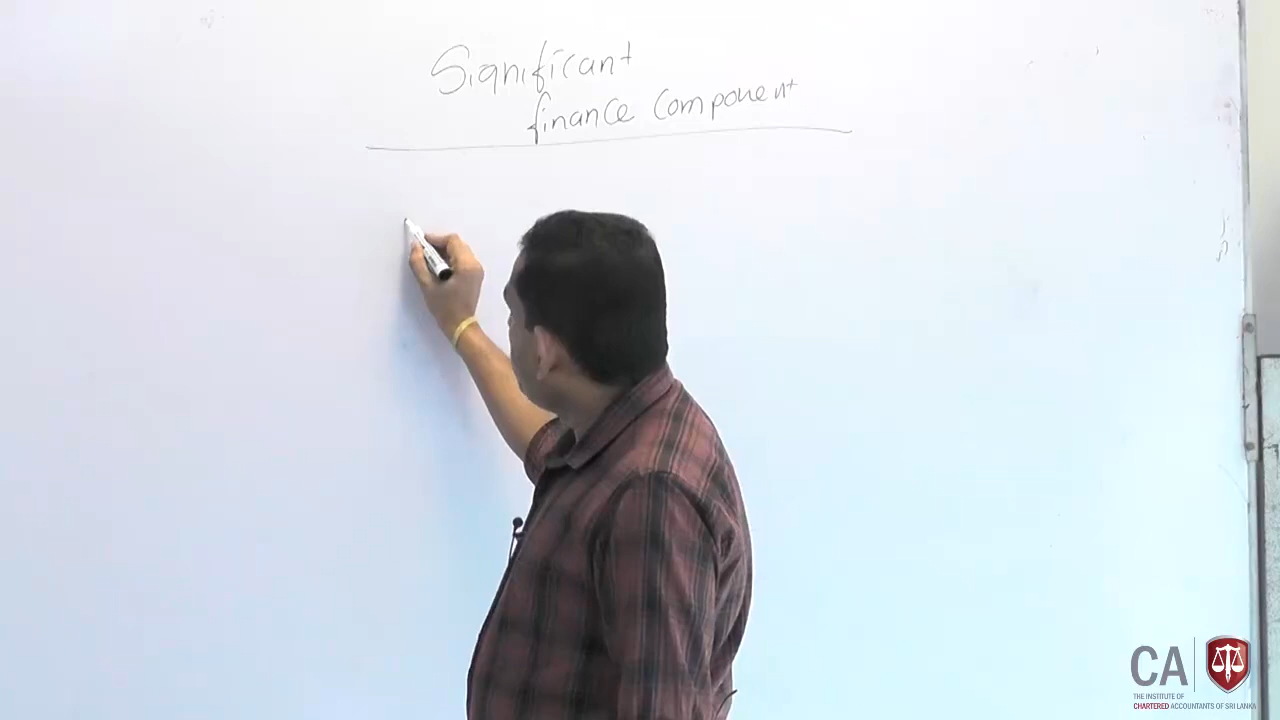 Significant
finance component
CA
THE INSTITUTE OF
CHARTERED ACCOUNTANTS OF SRI LANKA